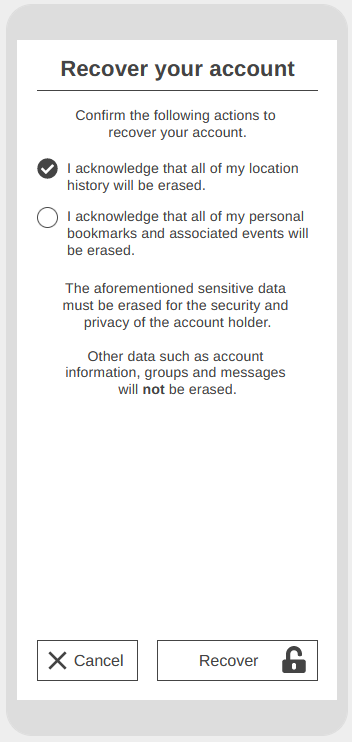 Recover your account
Confirm the following actions to
recover your account.
I acknowledge that all of my location
history will be erased.
I acknowledge that all of my personal
bookmarks and associated events will
be erased.
The aforementioned sensitive data
must be erased for the security and
privacy of the account holder.
Other data such as account
information, groups and messages
will not be erased.
Cancel
Recover